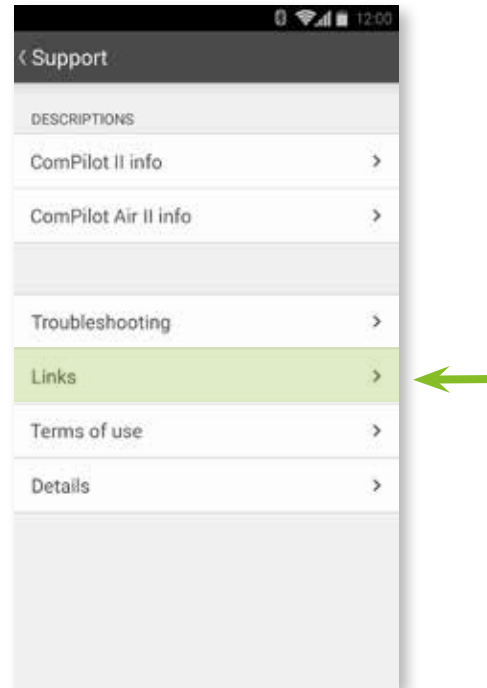 12:00
Support
DESCRIPTIONS
ComPilot II info
ComPilot Air II info
Troubleshooting
Links
Terms of use
Details